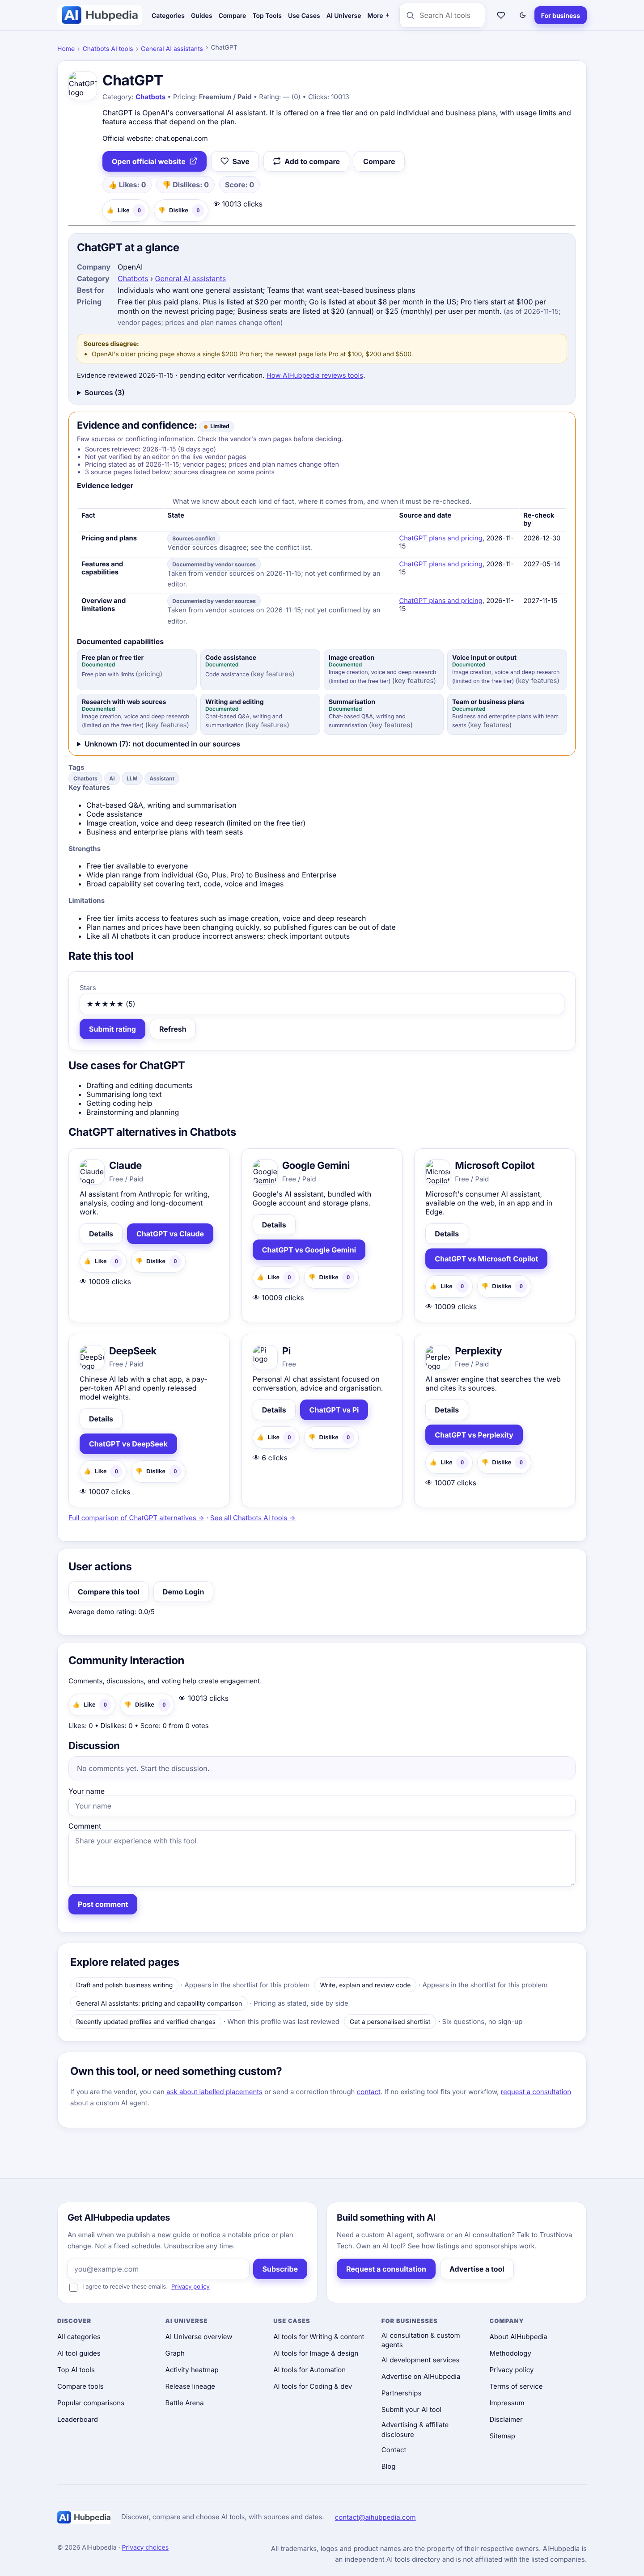 AI Hubpedia Categories Guides Compare Top Tools Use Cases AI Universe More + Search AI tools For business
Home › Chatbots AI tools › General AI assistants › ChatGPT
ChatGPT logo
ChatGPT
Category: Chatbots • Pricing: Freemium / Paid • Rating: — (0) • Clicks: 10013
ChatGPT is OpenAI's conversational AI assistant. It is offered on a free tier and on paid individual and business plans, with usage limits and
feature access that depend on the plan.
Official website: chat.openai.com
Open official website Save Add to compare Compare
👍 Likes: 0 👎 Dislikes: 0 Score: 0
👍 Like 0 👎 Dislike 0 👁 10013 clicks
ChatGPT at a glance
Company OpenAI
Category Chatbots › General AI assistants
Best for Individuals who want one general assistant; Teams that want seat-based business plans
Pricing Free tier plus paid plans. Plus is listed at $20 per month; Go is listed at about $8 per month in the US; Pro tiers start at $100 per
month on the newest pricing page; Business seats are listed at $20 (annual) or $25 (monthly) per user per month. (as of 2026-11-15;
vendor pages; prices and plan names change often)
Sources disagree:
• OpenAI's older pricing page shows a single $200 Pro tier; the newest page lists Pro at $100, $200 and $500.
Evidence reviewed 2026-11-15 · pending editor verification. How AIHubpedia reviews tools.
▶ Sources (3)
Evidence and confidence: Limited
Few sources or conflicting information. Check the vendor's own pages before deciding.
• Sources retrieved: 2026-11-15 (8 days ago)
• Not yet verified by an editor on the live vendor pages
• Pricing stated as of 2026-11-15; vendor pages; prices and plan names change often
• 3 source pages listed below; sources disagree on some points
Evidence ledger
What we know about each kind of fact, where it comes from, and when it must be re-checked.
Fact State Source and date Re-check by
Pricing and plans Sources conflict Vendor sources disagree; see the conflict list. ChatGPT plans and pricing, 2026-11-15 2026-12-30
Features and capabilities Documented by vendor sources Taken from vendor sources on 2026-11-15; not yet confirmed by an editor. ChatGPT plans and pricing, 2026-11-15 2027-05-14
Overview and limitations Documented by vendor sources Taken from vendor sources on 2026-11-15; not yet confirmed by an editor. ChatGPT plans and pricing, 2026-11-15 2027-11-15
Documented capabilities
Free plan or free tier Documented Free plan with limits (pricing)
Code assistance Documented Code assistance (key features)
Image creation Documented Image creation, voice and deep research (limited on the free tier) (key features)
Voice input or output Documented Image creation, voice and deep research (limited on the free tier) (key features)
Research with web sources Documented Image creation, voice and deep research (limited on the free tier) (key features)
Writing and editing Documented Chat-based Q&A, writing and summarisation (key features)
Summarisation Documented Chat-based Q&A, writing and summarisation (key features)
Team or business plans Documented Business and enterprise plans with team seats (key features)
▶ Unknown (7): not documented in our sources
Tags
Chatbots AI LLM Assistant
Key features
• Chat-based Q&A, writing and summarisation
• Code assistance
• Image creation, voice and deep research (limited on the free tier)
• Business and enterprise plans with team seats
Strengths
• Free tier available to everyone
• Wide plan range from individual (Go, Plus, Pro) to Business and Enterprise
• Broad capability set covering text, code, voice and images
Limitations
• Free tier limits access to features such as image creation, voice and deep research
• Plan names and prices have been changing quickly, so published figures can be out of date
• Like all AI chatbots it can produce incorrect answers; check important outputs
Rate this tool
Stars
★★★★★ (5)
Submit rating Refresh
Use cases for ChatGPT
• Drafting and editing documents
• Summarising long text
• Getting coding help
• Brainstorming and planning
ChatGPT alternatives in Chatbots
Claude logo
Claude
Free / Paid
AI assistant from Anthropic for writing,
analysis, coding and long-document
work.
Details ChatGPT vs Claude
👍 Like 0 👎 Dislike 0
👁 10009 clicks
Google Gemini
Google Gemini
Free / Paid
Google's AI assistant, bundled with
Google account and storage plans.
Details
ChatGPT vs Google Gemini
👍 Like 0 👎 Dislike 0
👁 10009 clicks
Microsoft Copilot
Free / Paid
Microsoft's consumer AI assistant,
available on the web, in an app and in
Edge.
Details
ChatGPT vs Microsoft Copilot
👍 Like 0 👎 Dislike 0
👁 10009 clicks
DeepSeek
Free / Paid
Chinese AI lab with a chat app, a pay-
per-token API and openly released
model weights.
Details
ChatGPT vs DeepSeek
👍 Like 0 👎 Dislike 0
👁 10007 clicks
Pi logo
Pi
Free
Personal AI chat assistant focused on
conversation, advice and organisation.
Details ChatGPT vs Pi
👍 Like 0 👎 Dislike 0
👁 6 clicks
Perplexity
Free / Paid
AI answer engine that searches the web
and cites its sources.
Details
ChatGPT vs Perplexity
👍 Like 0 👎 Dislike 0
👁 10007 clicks
Full comparison of ChatGPT alternatives → · See all Chatbots AI tools →
User actions
Compare this tool Demo Login
Average demo rating: 0.0/5
Community Interaction
Comments, discussions, and voting help create engagement.
👍 Like 0 👎 Dislike 0 👁 10013 clicks
Likes: 0 • Dislikes: 0 • Score: 0 from 0 votes
Discussion
No comments yet. Start the discussion.
Your name
Your name
Comment
Share your experience with this tool
Post comment
Explore related pages
Draft and polish business writing · Appears in the shortlist for this problem Write, explain and review code · Appears in the shortlist for this problem
General AI assistants: pricing and capability comparison · Pricing as stated, side by side
Recently updated profiles and verified changes · When this profile was last reviewed Get a personalised shortlist · Six questions, no sign-up
Own this tool, or need something custom?
If you are the vendor, you can ask about labelled placements or send a correction through contact. If no existing tool fits your workflow, request a consultation
about a custom AI agent.
Get AIHubpedia updates
An email when we publish a new guide or notice a notable price or plan
change. Not a fixed schedule. Unsubscribe any time.
you@example.com Subscribe
I agree to receive these emails. Privacy policy
Build something with AI
Need a custom AI agent, software or an AI consultation? Talk to TrustNova
Tech. Own an AI tool? See how listings and sponsorships work.
Request a consultation Advertise a tool
DISCOVER
All categories
AI tool guides
Top AI tools
Compare tools
Popular comparisons
Leaderboard
AI UNIVERSE
AI Universe overview
Graph
Activity heatmap
Release lineage
Battle Arena
USE CASES
AI tools for Writing & content
AI tools for Image & design
AI tools for Automation
AI tools for Coding & dev
FOR BUSINESSES
AI consultation & custom
agents
AI development services
Advertise on AIHubpedia
Partnerships
Submit your AI tool
Advertising & affiliate
disclosure
Contact
Blog
COMPANY
About AIHubpedia
Methodology
Privacy policy
Terms of service
Impressum
Disclaimer
Sitemap
AI Hubpedia Discover, compare and choose AI tools, with sources and dates. contact@aihubpedia.com
© 2026 AIHubpedia · Privacy choices
All trademarks, logos and product names are the property of their respective owners. AIHubpedia is
an independent AI tools directory and is not affiliated with the listed companies.